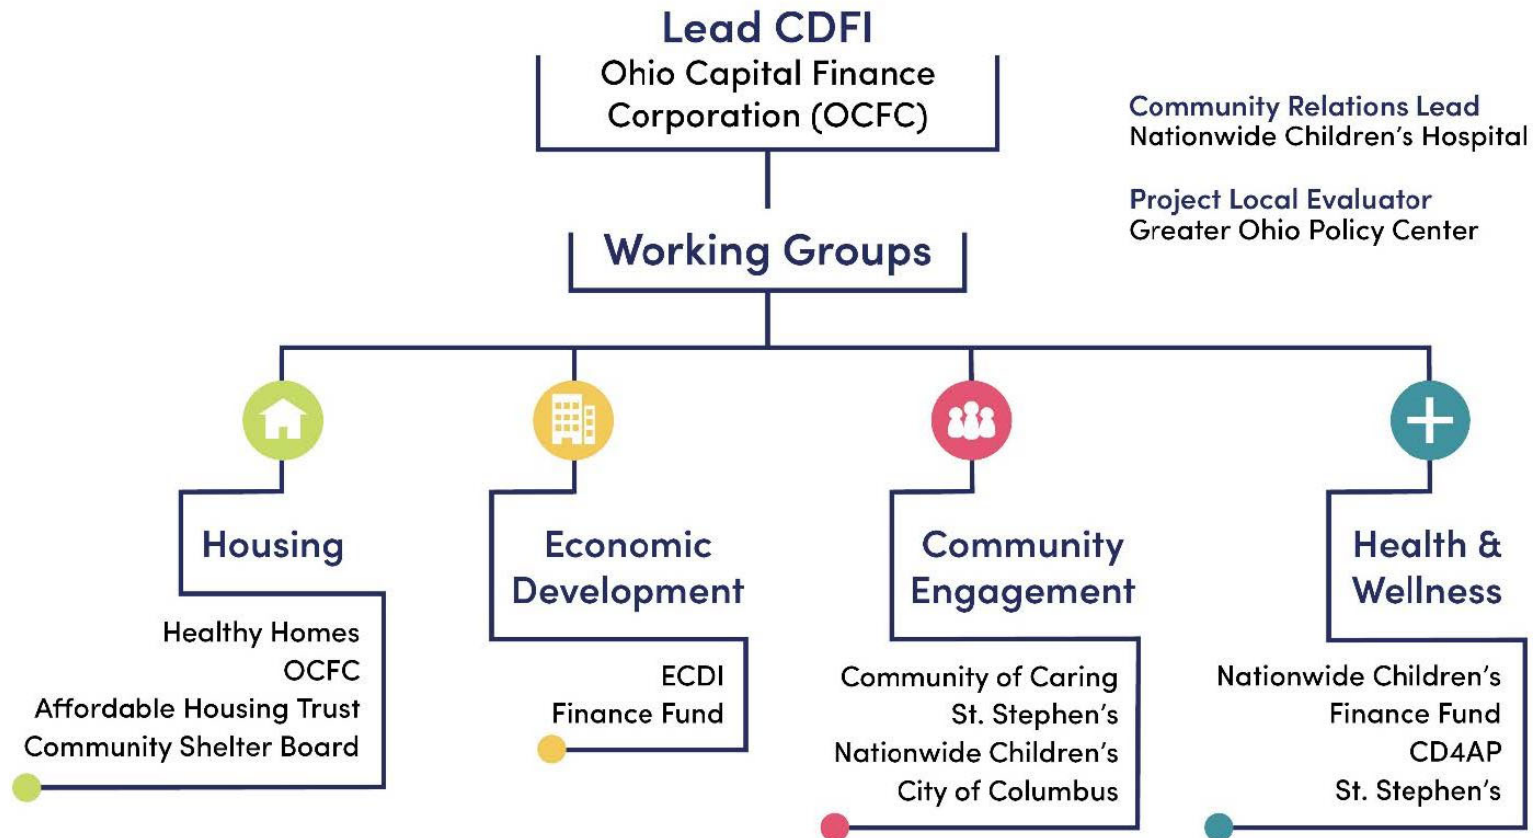 Lead CDFI
Ohio Capital Finance
Corporation (OCFC)
Community Relations Lead
Nationwide Children’s Hospital
Project Local Evaluator
Greater Ohio Policy Center
Working Groups
Housing
Healthy Homes
OCFC
Affordable Housing Trust
Community Shelter Board
Economic
Development
ECDI
Finance Fund
Community
Engagement
Community of Caring
St. Stephen’s
Nationwide Children’s
City of Columbus
Health &
Wellness
Nationwide Children’s
Finance Fund
CD4AP
St. Stephen’s